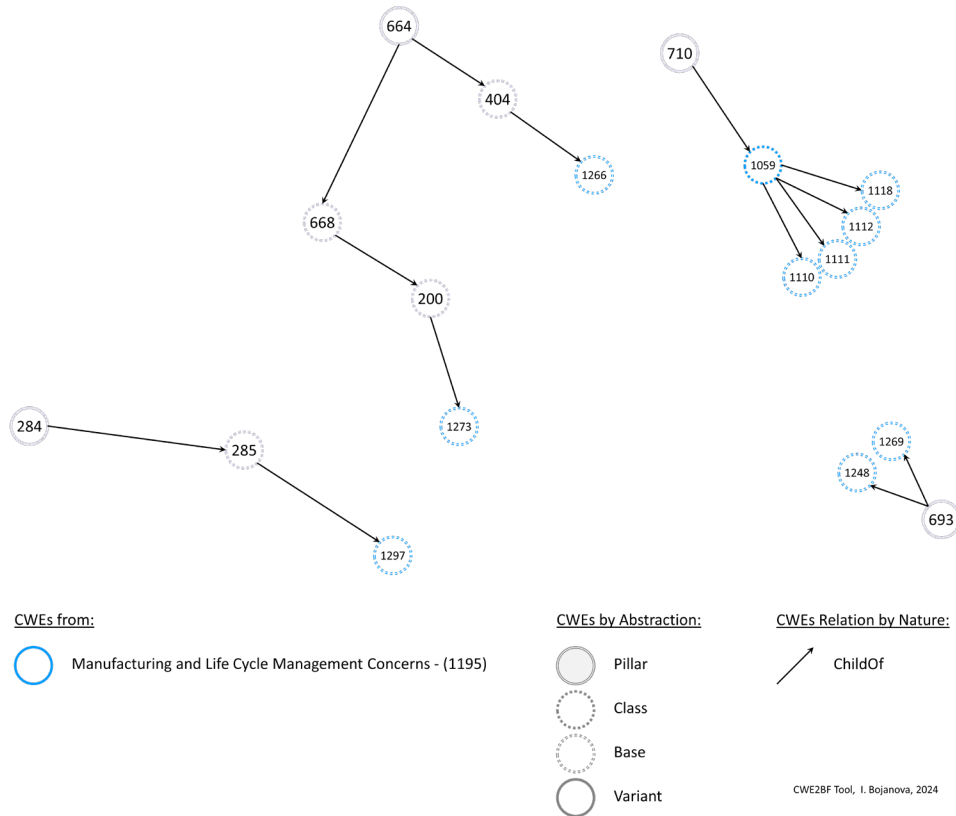 664
710
404
1059
1266
1118
668
1112
1111
1110
200
284
1273
285
1269
1248
693
1297
CWEs from:
Manufacturing and Life Cycle Management Concerns - (1195)
CWEs by Abstraction:
Pillar
Class
Base
Variant
CWEs Relation by Nature:
ChildOf
CWE2BF Tool, I. Bojanova, 2024